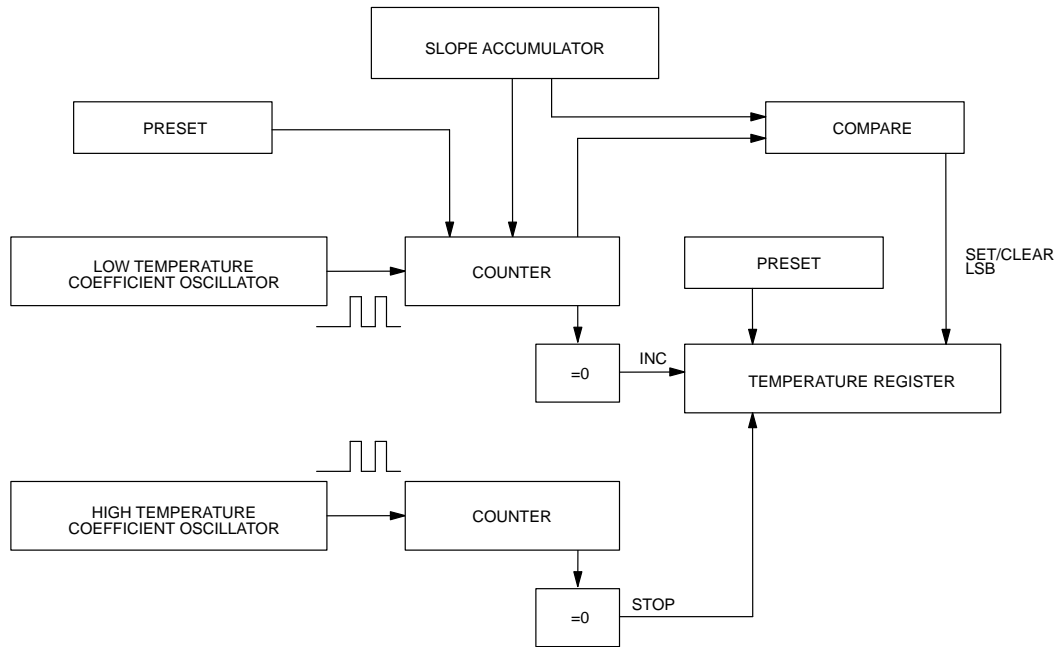 SLOPE ACCUMULATOR
PRESET
COMPARE
LOW TEMPERATURE
COEFFICIENT OSCILLATOR
COUNTER
PRESET
SET/CLEAR
LSB
=0
INC
TEMPERATURE REGISTER
HIGH TEMPERATURE
COEFFICIENT OSCILLATOR
COUNTER
=0
STOP